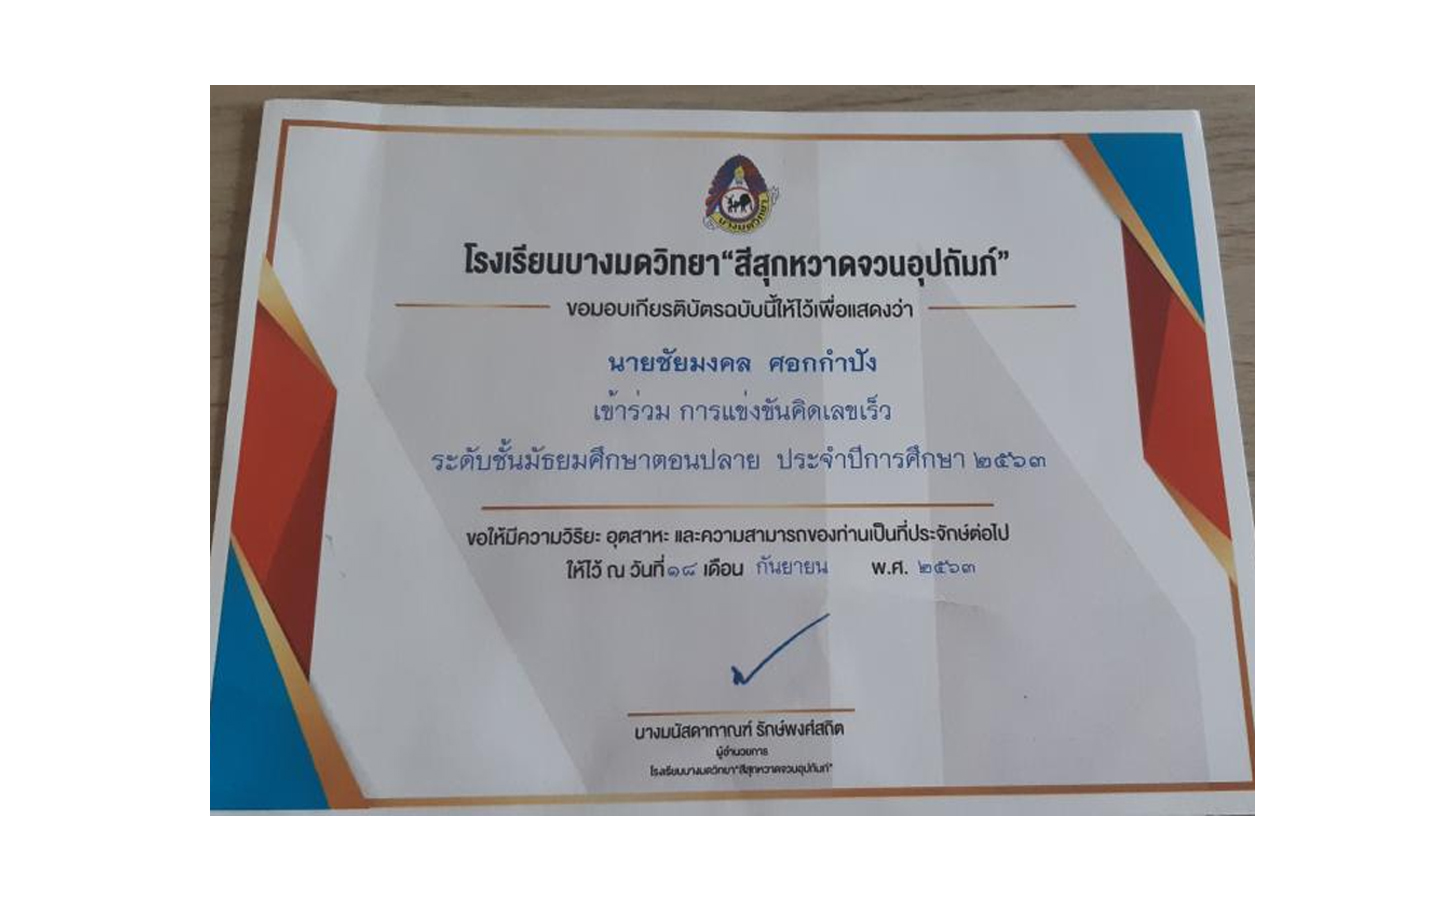 บางมดวิทยา
โรงเรียนบางมดวิทยา“สีสุกหวาดจวนอุปถัมภ์”
ขอมอบเกียรติบัตรฉบับนี้ให้ไว้เพื่อแสดงว่า
นายชัยมงคล ศอกกำปัง
เข้าร่วม การแข่งขันคิดเลขเร็ว
ระดับชั้นมัธยมศึกษาตอนปลาย ประจำปีการศึกษา ๒๕๖๓
ขอให้มีความวิริยะ อุตสาหะ และความสามารถของท่านเป็นที่ประจักษ์ต่อไป
ให้ไว้ ณ วันที่ ๑๘ เดือน กันยายน พ.ศ. ๒๕๖๓
นางมนัสดากาณฑ์ รักษ์พงศ์สถิต
ผู้อำนวยการ
โรงเรียนบางมดวิทยา“สีสุกหวาดจวนอุปถัมภ์”